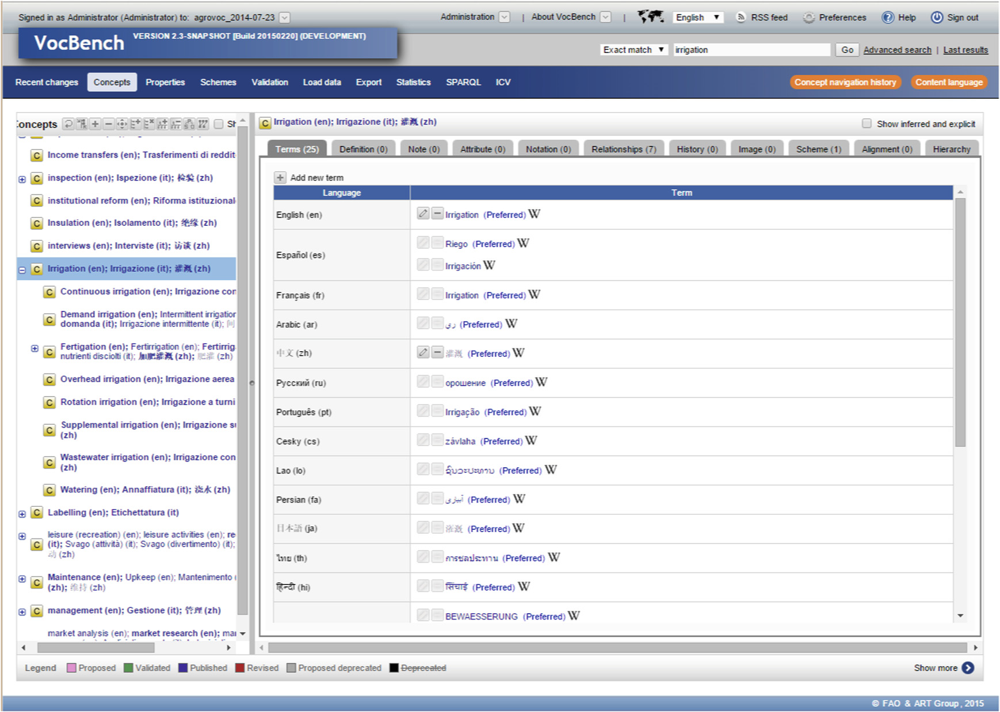 Signed in as Administrator (Administrator) to: agrovoc_2014-07-23
Administration | About VocBench | English RSS feed Preferences Help Sign out
VocBench VERSION 2.3-SNAPSHOT [Build 20150220] (DEVELOPMENT)
Exact match irrigation Go Advanced search | Last results
Recent changes Concepts Properties Schemes Validation Load data Export Statistics SPARQL ICV Concept navigation history Content language
Concepts
Income transfers (en); Trasferimenti di reddit
inspection (en); Ispezione (it); 检验 (zh)
institutional reform (en); Riforma istituzional
Insulation (en); Isolamento (it); 绝缘 (zh)
interviews (en); Interviste (it); 访谈 (zh)
Irrigation (en); Irrigazione (it); 灌溉 (zh)
Continuous irrigation (en); Irrigazione con
Demand irrigation (en); Intermittent irrigation
domanda (it); Irrigazione intermittente (it); 间
Fertigation (en); Fertirrigation (en); Fertirrig
nutrienti disciolti (it); 加肥灌溉 (zh); 肥灌 (zh)
Overhead irrigation (en); Irrigazione aerea
Rotation irrigation (en); Irrigazione a turni
Supplemental irrigation (en); Irrigazione su
(zh)
Wastewater irrigation (en); Irrigazione con
(zh)
Watering (en); Annaffiatura (it); 浇水 (zh)
Labelling (en); Etichettatura (it)
leisure (recreation) (en); leisure activities (en); re
(it); Svago (attività) (it); Svago (divertimento) (it);
动 (zh)
Maintenance (en); Upkeep (en); Mantenimento (
(zh); 维持 (zh)
management (en); Gestione (it); 管理 (zh)
market analysis (en); market research (en); mar
Irrigation (en); Irrigazione (it); 灌溉 (zh)
Show inferred and explicit
Terms (25) Definition (0) Note (0) Attribute (0) Notation (0) Relationships (7) History (0) Image (0) Scheme (1) Alignment (0) Hierarchy
Add new term
Language Term
English (en) Irrigation (Preferred) W
Español (es) Riego (Preferred) W
Irrigación W
Français (fr) Irrigation (Preferred) W
Arabic (ar) ري (Preferred) W
中文 (zh) 灌溉 (Preferred) W
Русский (ru) орошение (Preferred) W
Português (pt) Irrigação (Preferred) W
Cesky (cs) závlaha (Preferred) W
Lao (lo) ຊົນລະປະທານ (Preferred) W
Persian (fa) آبیاری (Preferred) W
日本語 (ja) 灌漑 (Preferred) W
ไทย (th) การชลประทาน (Preferred) W
हिन्दी (hi) सिंचाई (Preferred) W
BEWAESSERUNG (Preferred) W
Legend Proposed Validated Published Revised Proposed deprecated Deprecated
Show more
© FAO & ART Group, 2015